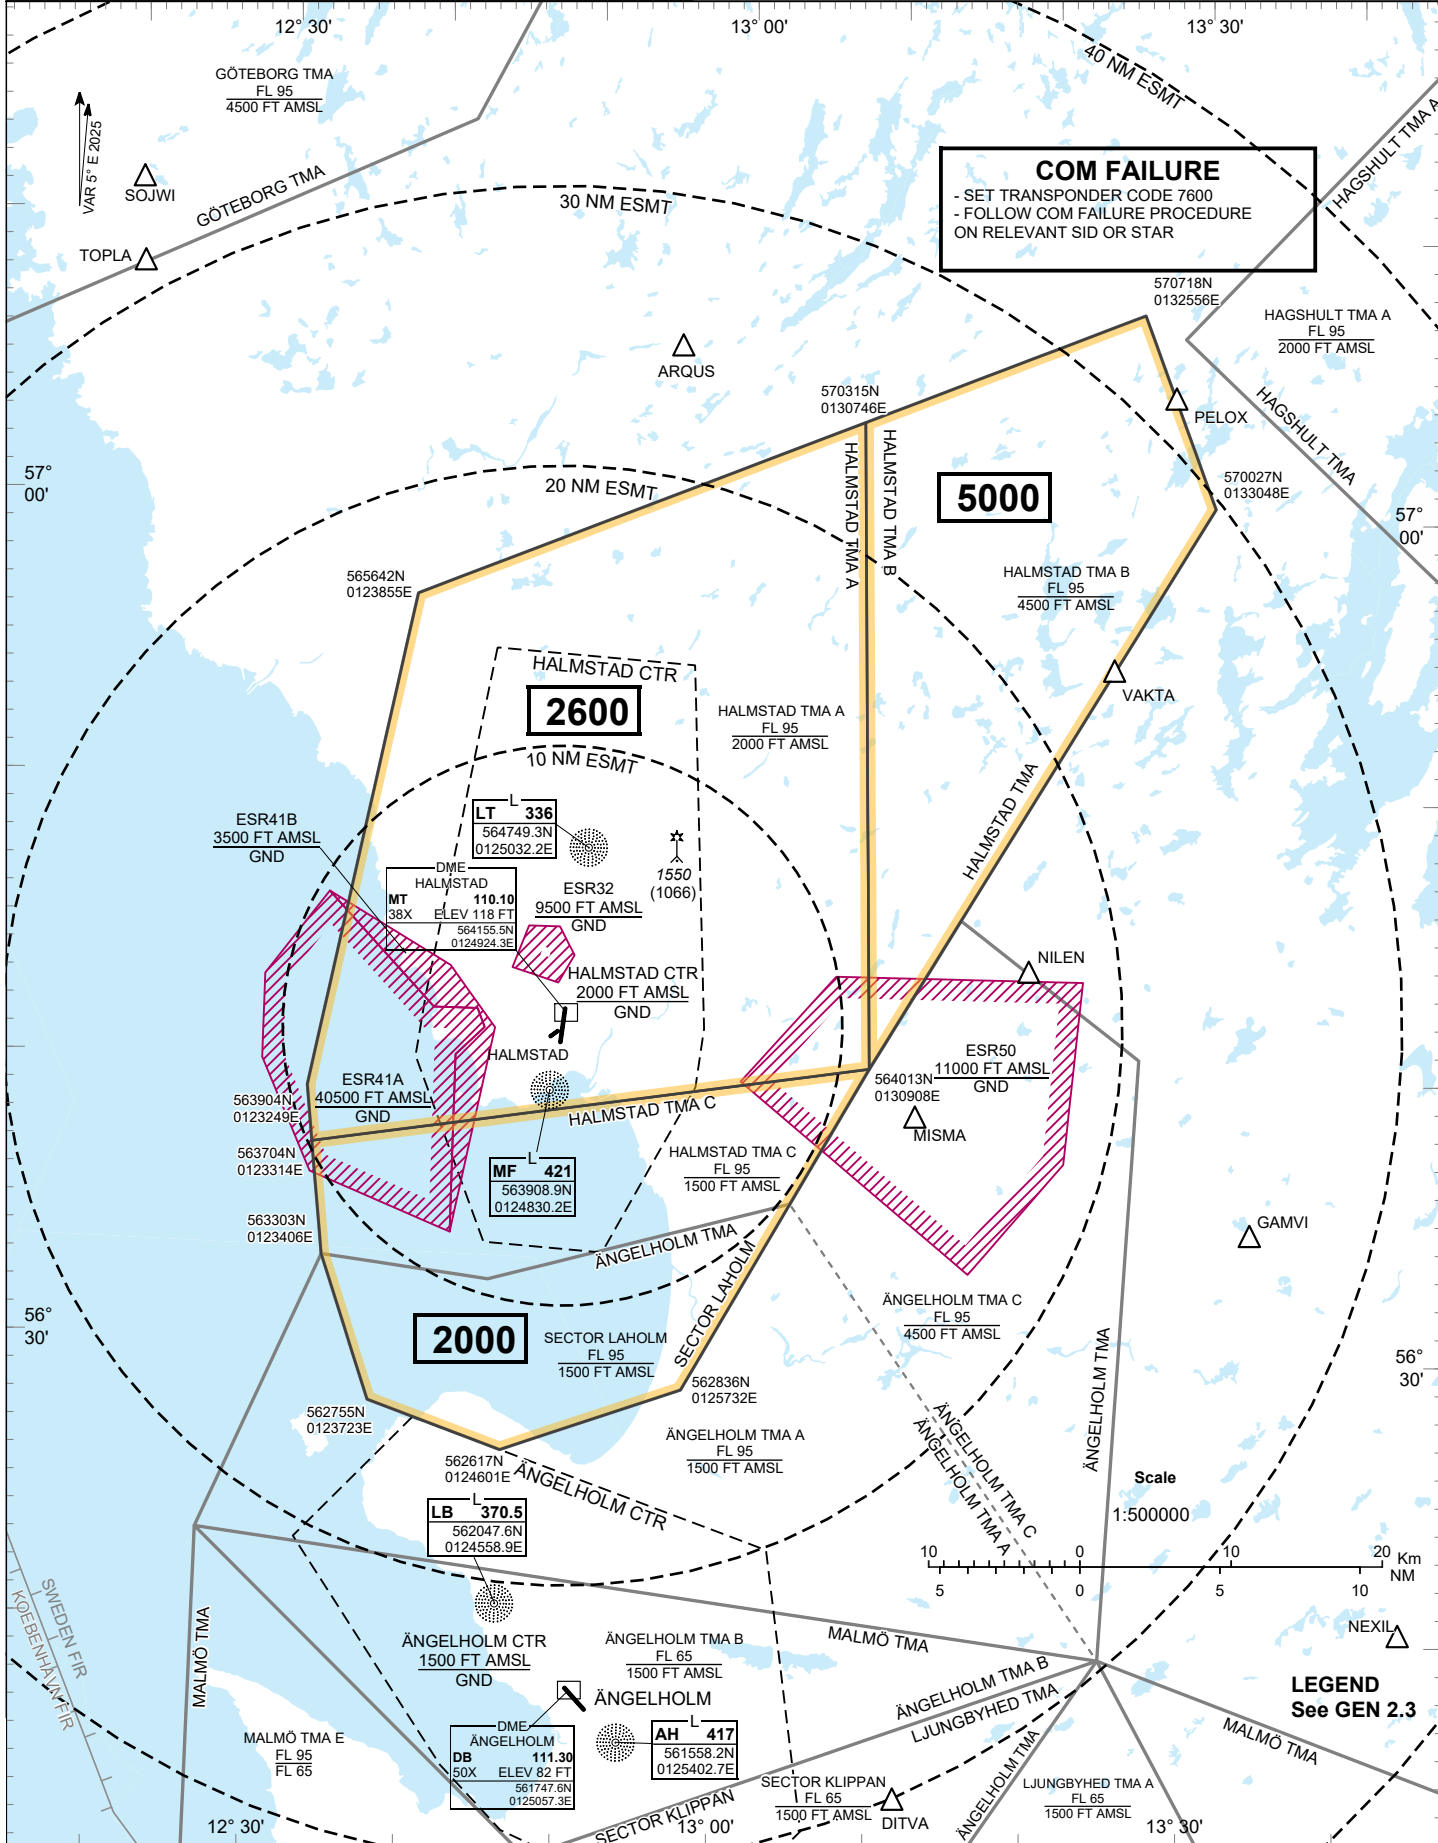 12° 30'
13° 00'
13° 30'
GÖTEBORG TMA
FL 95
4500 FT AMSL
40 NM ESMT
HAGSHULT TMA A
VAR 5° E 2025
SOJWI
GÖTEBORG TMA
TOPLA
30 NM ESMT
COM FAILURE
- SET TRANSPONDER CODE 7600
- FOLLOW COM FAILURE PROCEDURE
ON RELEVANT SID OR STAR
570718N
0132556E
HAGSHULT TMA A
FL 95
2000 FT AMSL
ARQUS
570315N
0130746E
PELOX
HAGSHULT TMA
57°
00'
20 NM ESMT
HALMSTAD TMA A
HALMSTAD TMA B
5000
570027N
0133048E
57°
00'
565642N
0123855E
HALMSTAD TMA B
FL 95
4500 FT AMSL
HALMSTAD CTR
2600
HALMSTAD TMA A
FL 95
2000 FT AMSL
VAKTA
10 NM ESMT
HALMSTAD TMA
ESR41B
3500 FT AMSL
GND
L
LT 336
564749.3N
0125032.2E
1550
(1066)
DME
HALMSTAD
MT 110.10
38X ELEV 118 FT
564155.5N
0124924.3E
ESR32
9500 FT AMSL
GND
HALMSTAD CTR
2000 FT AMSL
GND
NILEN
HALMSTAD
ESR50
11000 FT AMSL
GND
ESR41A
40500 FT AMSL
GND
563904N
0123249E
564013N
0130908E
HALMSTAD TMA C
MISMA
563704N
0123314E
L
MF 421
563908.9N
0124830.2E
HALMSTAD TMA C
FL 95
1500 FT AMSL
563303N
0123406E
ÄNGELHOLM TMA
GAMVI
SECTOR LAHOLM
ÄNGELHOLM TMA C
FL 95
4500 FT AMSL
56°
30'
2000
SECTOR LAHOLM
FL 95
1500 FT AMSL
ÄNGELHOLM TMA
56°
30'
562836N
0125732E
562755N
0123723E
ÄNGELHOLM TMA A
FL 95
1500 FT AMSL
ÄNGELHOLM TMA C
ÄNGELHOLM TMA A
562617N
0124601E
ÄNGELHOLM CTR
Scale
1:500000
L
LB 370.5
562047.6N
0124558.9E
10 0 10 20 Km
5 0 5 10 NM
SWEDEN FIR
KOEBENHAVN FIR
MALMÖ TMA
ÄNGELHOLM CTR
1500 FT AMSL
GND
ÄNGELHOLM TMA B
FL 65
1500 FT AMSL
MALMÖ TMA
NEXIL
ÄNGELHOLM TMA B
LJUNGBYHED TMA
LEGEND
See GEN 2.3
ÄNGELHOLM
MALMÖ TMA E
FL 95
FL 65
DME
ÄNGELHOLM
DB 111.30
50X ELEV 82 FT
561747.6N
0125057.3E
L
AH 417
561558.2N
0125402.7E
MALMÖ TMA
ÄNGELHOLM TMA
SECTOR KLIPPAN
SECTOR KLIPPAN
FL 65
1500 FT AMSL
DITVA
LJUNGBYHED TMA A
FL 65
1500 FT AMSL
12° 30'
13° 00'
13° 30'